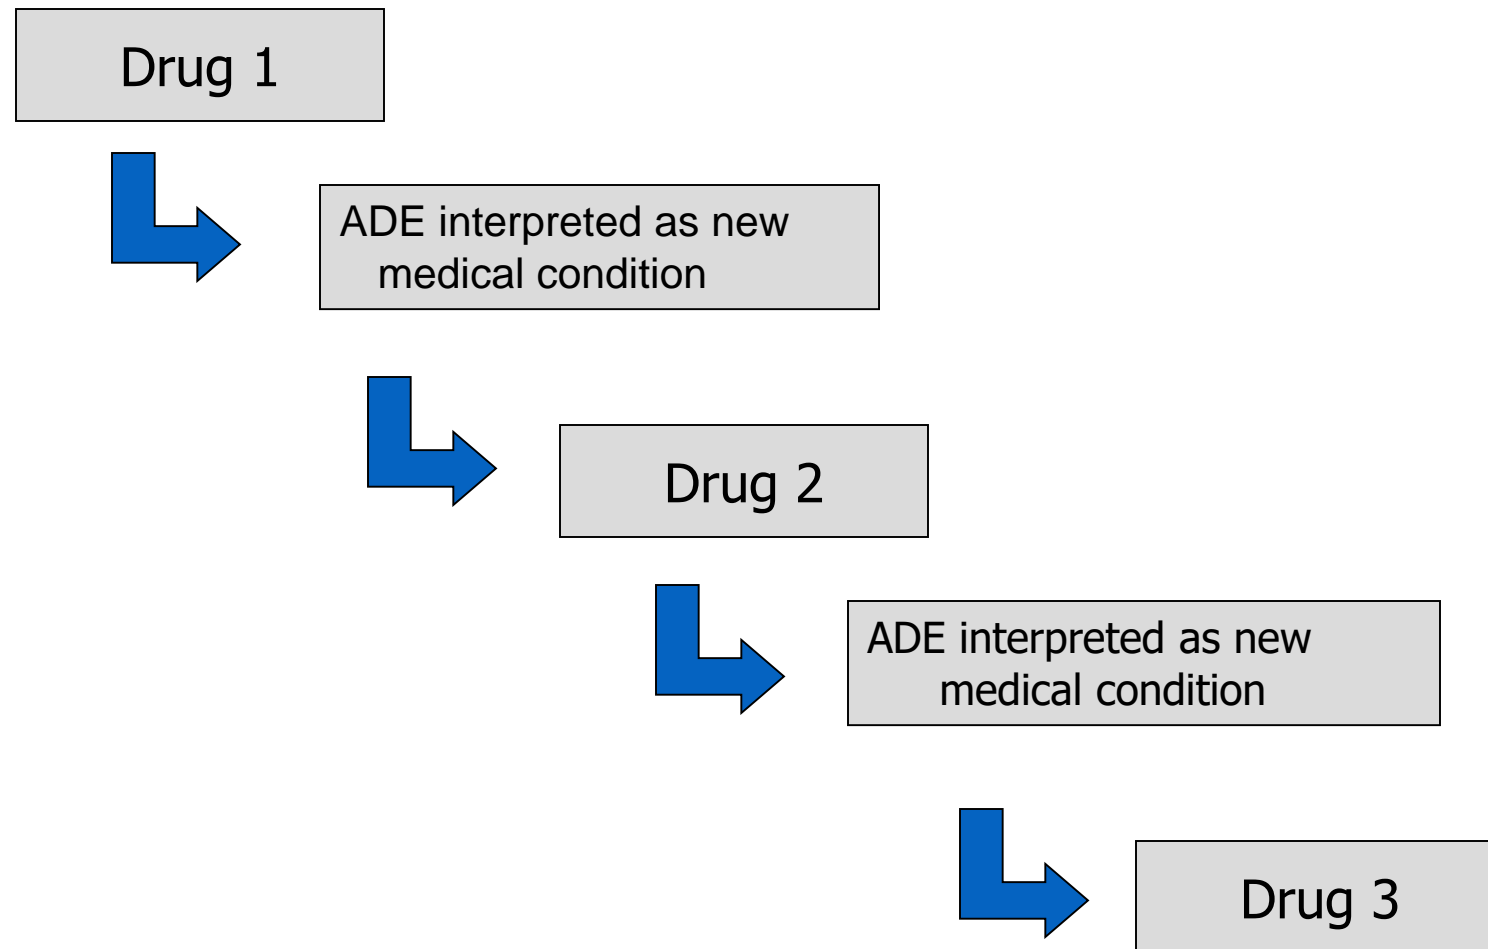 Drug 1
ADE interpreted as new
medical condition
Drug 2
ADE interpreted as new
medical condition
Drug 3